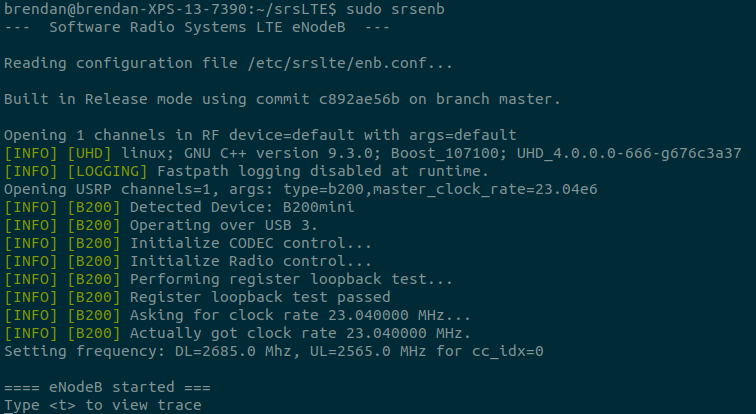 brendan@brendan-XPS-13-7390:~/srsLTE$ sudo srsenb
---  Software Radio Systems LTE eNodeB  ---
Reading configuration file /etc/srslte/enb.conf...
Built in Release mode using commit c892ae56b on branch master.
Opening 1 channels in RF device=default with args=default
[INFO] [UHD] linux; GNU C++ version 9.3.0; Boost_107100; UHD_4.0.0.0-666-g676c3a37
[INFO] [LOGGING] Fastpath logging disabled at runtime.
Opening USRP channels=1, args: type=b200,master_clock_rate=23.04e6
[INFO] [B200] Detected Device: B200mini
[INFO] [B200] Operating over USB 3.
[INFO] [B200] Initialize CODEC control...
[INFO] [B200] Initialize Radio control...
[INFO] [B200] Performing register loopback test...
[INFO] [B200] Register loopback test passed
[INFO] [B200] Asking for clock rate 23.040000 MHz...
[INFO] [B200] Actually got clock rate 23.040000 MHz.
Setting frequency: DL=2685.0 Mhz, UL=2565.0 MHz for cc_idx=0
==== eNodeB started ===
Type <t> to view trace